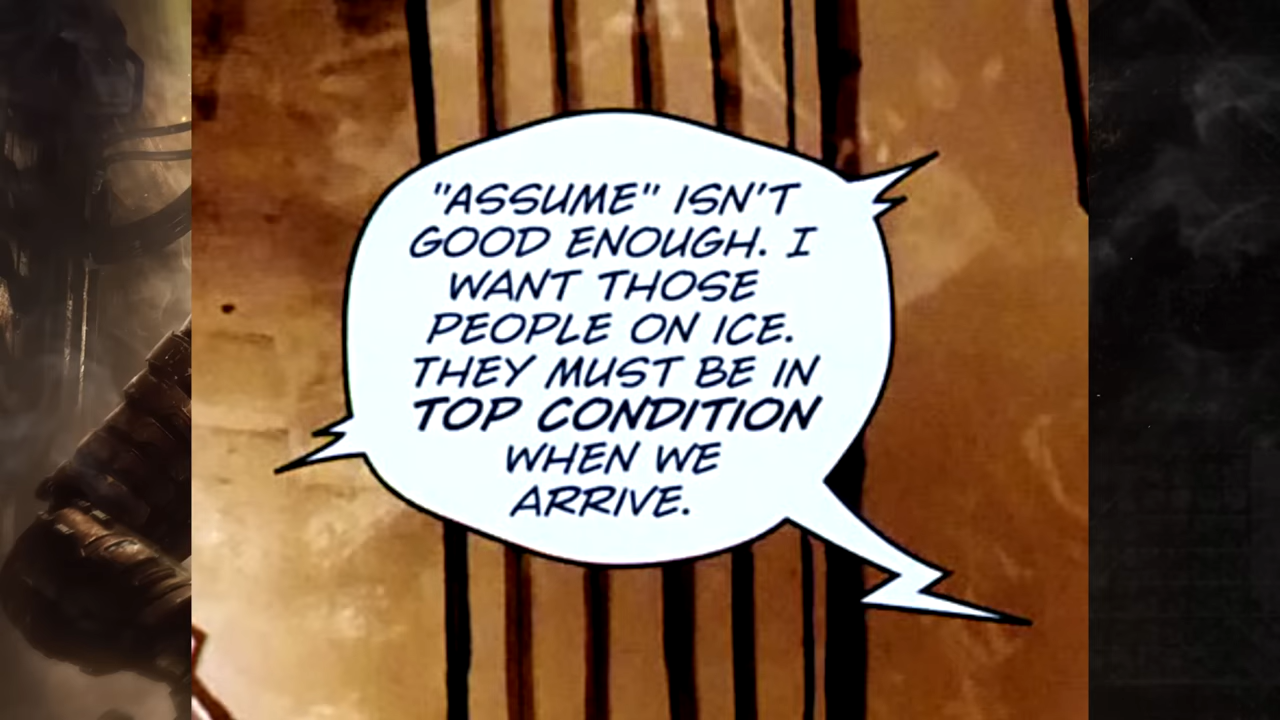 "ASSUME" ISN'T
GOOD ENOUGH. I
WANT THOSE
PEOPLE ON ICE.
THEY MUST BE IN
TOP CONDITION
WHEN WE
ARRIVE.